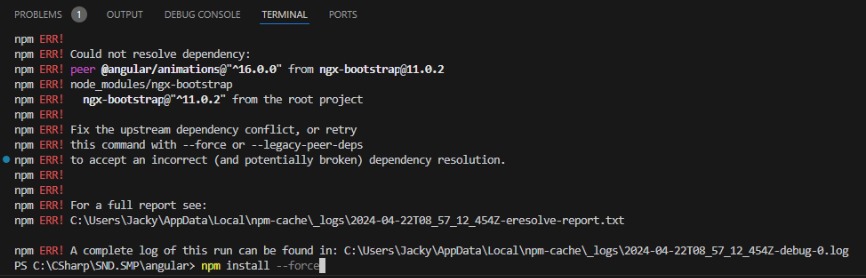 PROBLEMS 1 OUTPUT DEBUG CONSOLE TERMINAL PORTS
npm ERR!
npm ERR! Could not resolve dependency:
npm ERR! peer @angular/animations@"^16.0.0" from ngx-bootstrap@11.0.2
npm ERR! node_modules/ngx-bootstrap
npm ERR!   ngx-bootstrap@"^11.0.2" from the root project
npm ERR!
npm ERR! Fix the upstream dependency conflict, or retry
npm ERR! this command with --force or --legacy-peer-deps
npm ERR! to accept an incorrect (and potentially broken) dependency resolution.
npm ERR!
npm ERR!
npm ERR! For a full report see:
npm ERR! C:\Users\Jacky\AppData\Local\npm-cache\_logs\2024-04-22T08_57_12_454Z-eresolve-report.txt

npm ERR! A complete log of this run can be found in: C:\Users\Jacky\AppData\Local\npm-cache\_logs\2024-04-22T08_57_12_454Z-debug-0.log
PS C:\CSharp\SND.SMP\angular> npm install --force